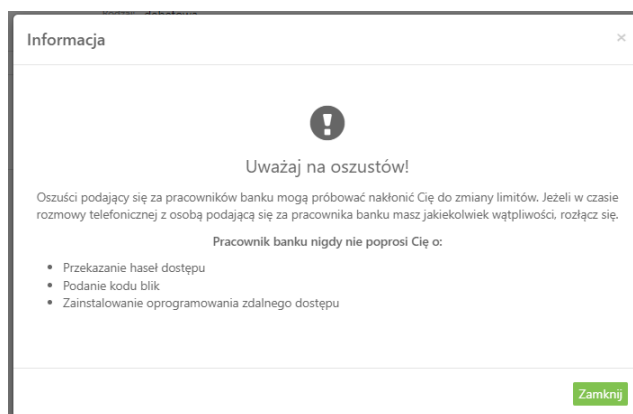 Rodzaj debetowa
Informacja
×
Uważaj na oszustów!
Oszuści podający się za pracowników banku mogą próbować nakłonić Cię do zmiany limitów. Jeżeli w czasie
rozmowy telefonicznej z osobą podającą się za pracownika banku masz jakiekolwiek wątpliwości, rozłącz się.
Pracownik banku nigdy nie poprosi Cię o:
• Przekazanie haseł dostępu
• Podanie kodu blik
• Zainstalowanie oprogramowania zdalnego dostępu
Zamknij